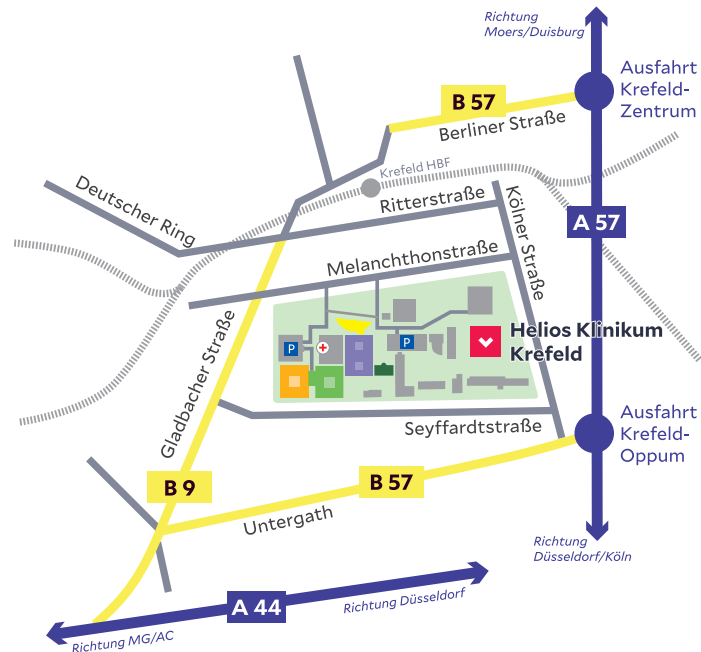 Richtung
Moers/Duisburg
Ausfahrt
Krefeld-
Zentrum
B 57
Berliner Straße
Krefeld HBF
Deutscher Ring
Ritterstraße
Kölner Straße
A 57
Melanchthonstraße
Gladbacher Straße
P
P
Helios Klinikum
Krefeld
Seyffardtstraße
Ausfahrt
Krefeld-
Oppum
B 9
B 57
Untergath
Richtung
Düsseldorf/Köln
A 44
Richtung Düsseldorf
Richtung MG/AC